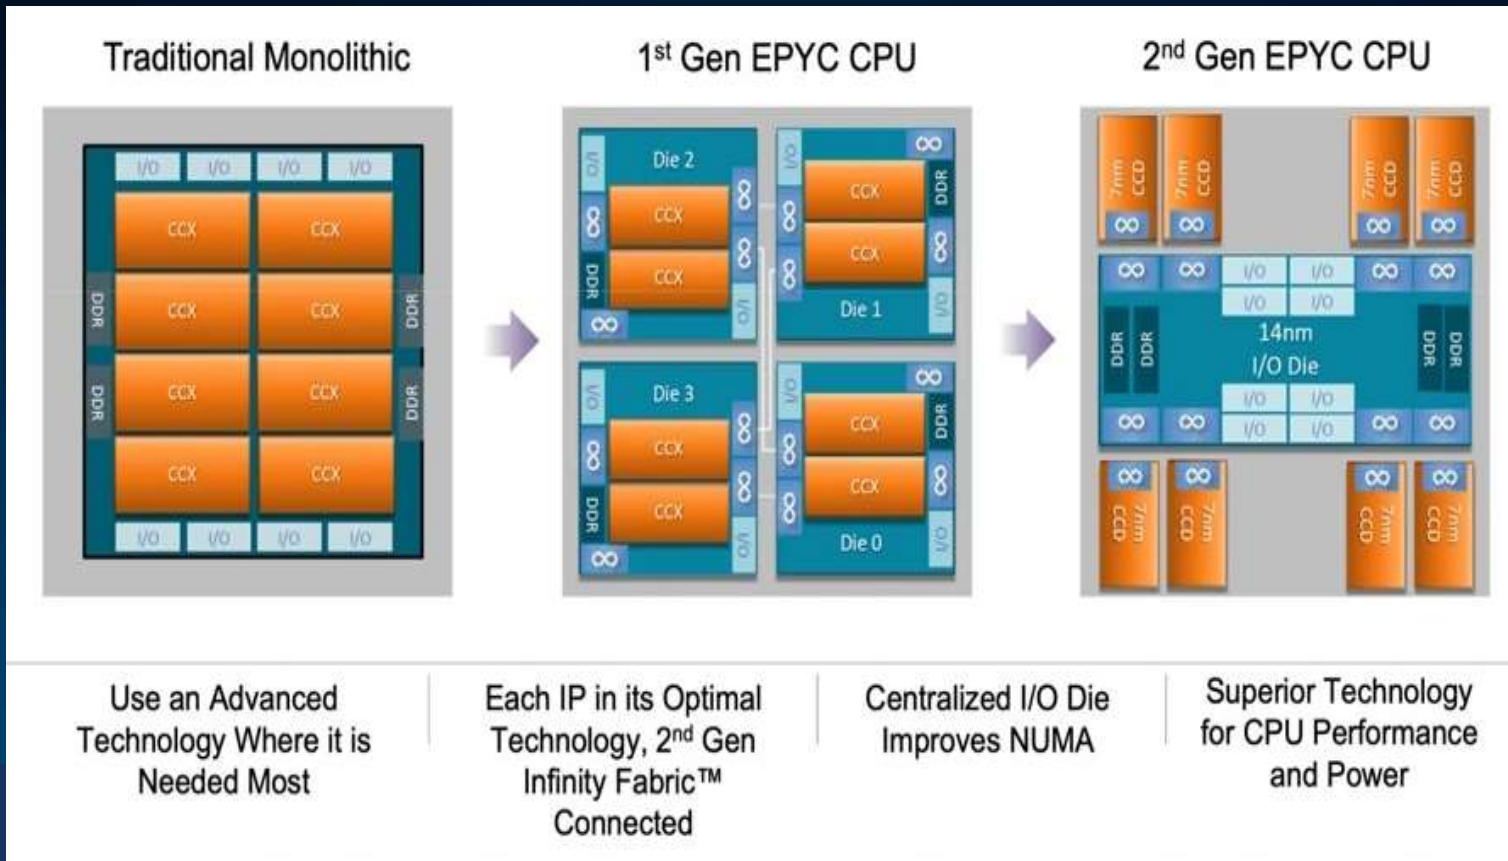 Traditional Monolithic
I/O I/O I/O I/O
CCX CCX
DDR CCX CCX DDR
DDR CCX CCX DDR
CCX CCX
I/O I/O I/O I/O
1st Gen EPYC CPU
I/O Die 2
CCX
CCX
DDR
I/O
I/O
CCX DDR
CCX
Die 1 I/O
I/O Die 3
CCX
CCX
DDR
I/O
I/O
CCX DDR
CCX
Die 0 I/O
2nd Gen EPYC CPU
7nm CCD
7nm CCD
7nm CCD
7nm CCD
I/O I/O
I/O I/O
DDR DDR 14nm DDR DDR
I/O Die
I/O I/O
I/O I/O
7nm CCD
7nm CCD
7nm CCD
7nm CCD
Use an Advanced
Technology Where it is
Needed Most
Each IP in its Optimal
Technology, 2nd Gen
Infinity Fabric™
Connected
Centralized I/O Die
Improves NUMA
Superior Technology
for CPU Performance
and Power